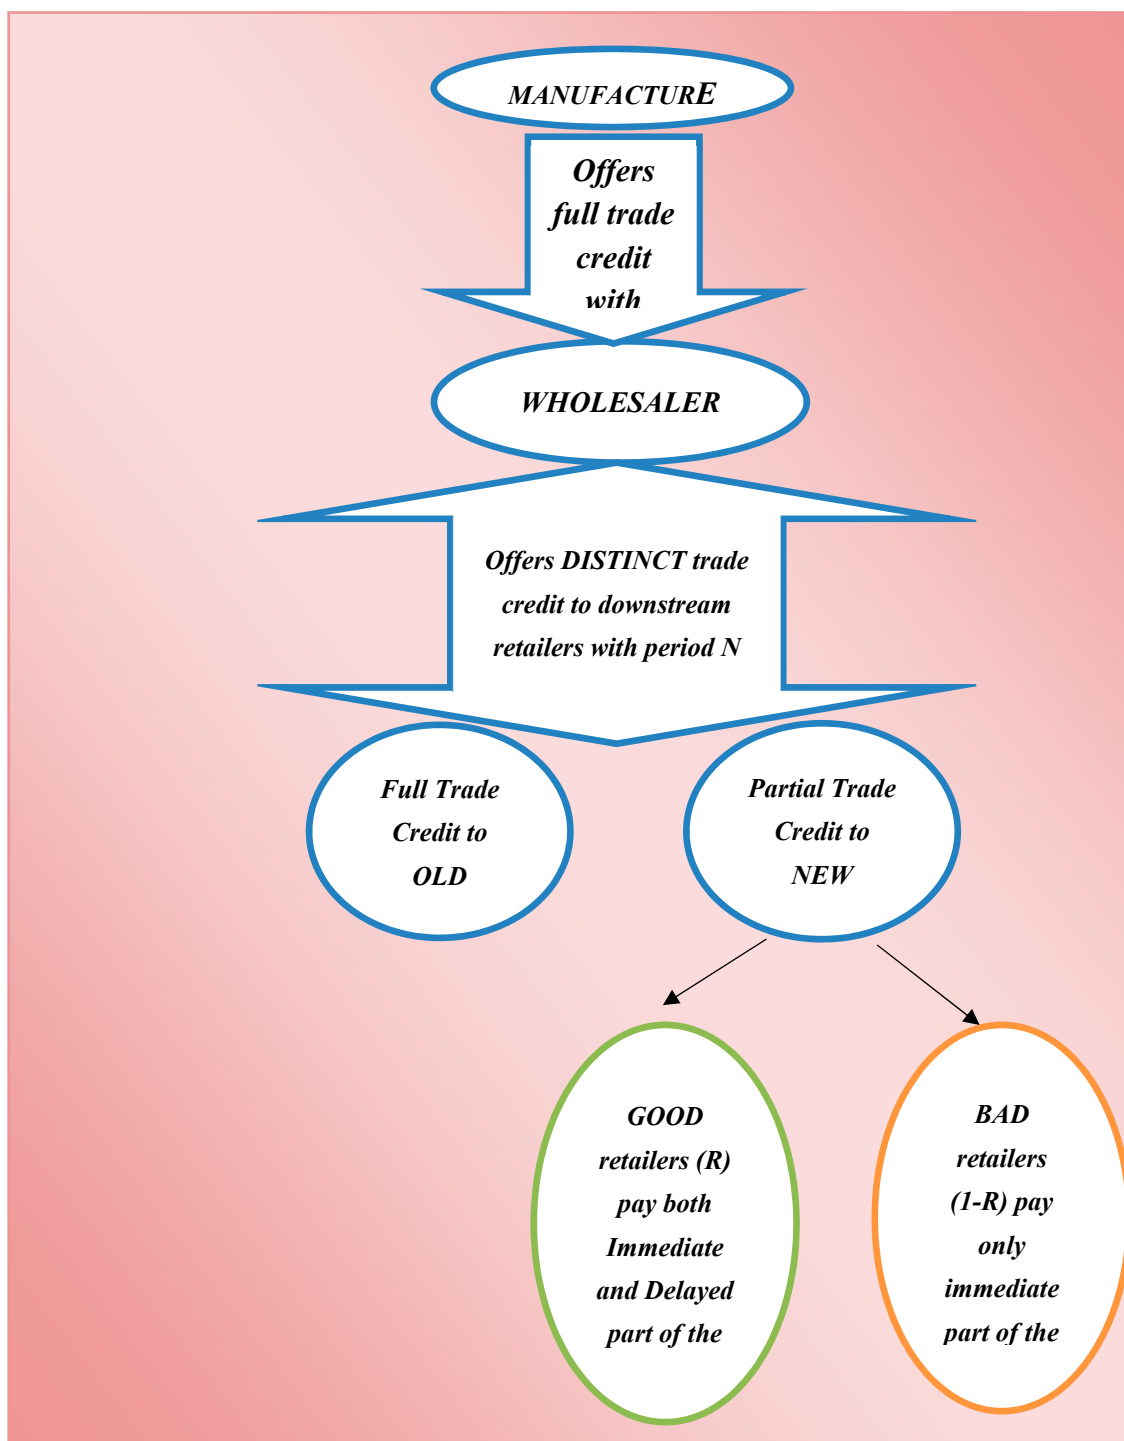 MANUFACTURE
Offers
full trade
credit
with
WHOLESALER
Offers DISTINCT trade
credit to downstream
retailers with period N
Full Trade
Credit to
OLD
Partial Trade
Credit to
NEW
GOOD
retailers (R)
pay both
Immediate
and Delayed
part of the
BAD
retailers
(1-R) pay
only
immediate
part of the